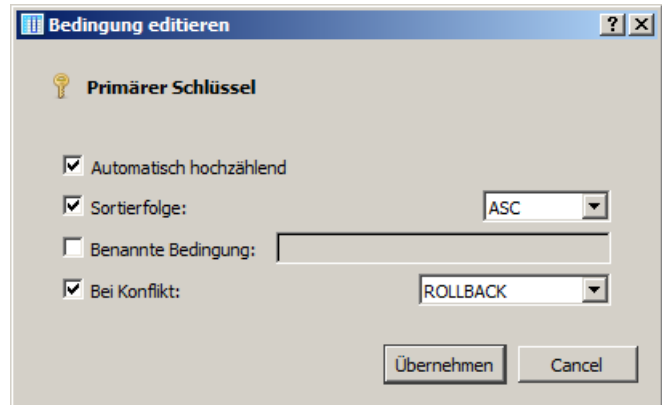 Bedingung editieren
Primärer Schlüssel
Automatisch hochzählend
Sortierfolge: ASC
Benannte Bedingung:
Bei Konflikt: ROLLBACK
Übernehmen Cancel